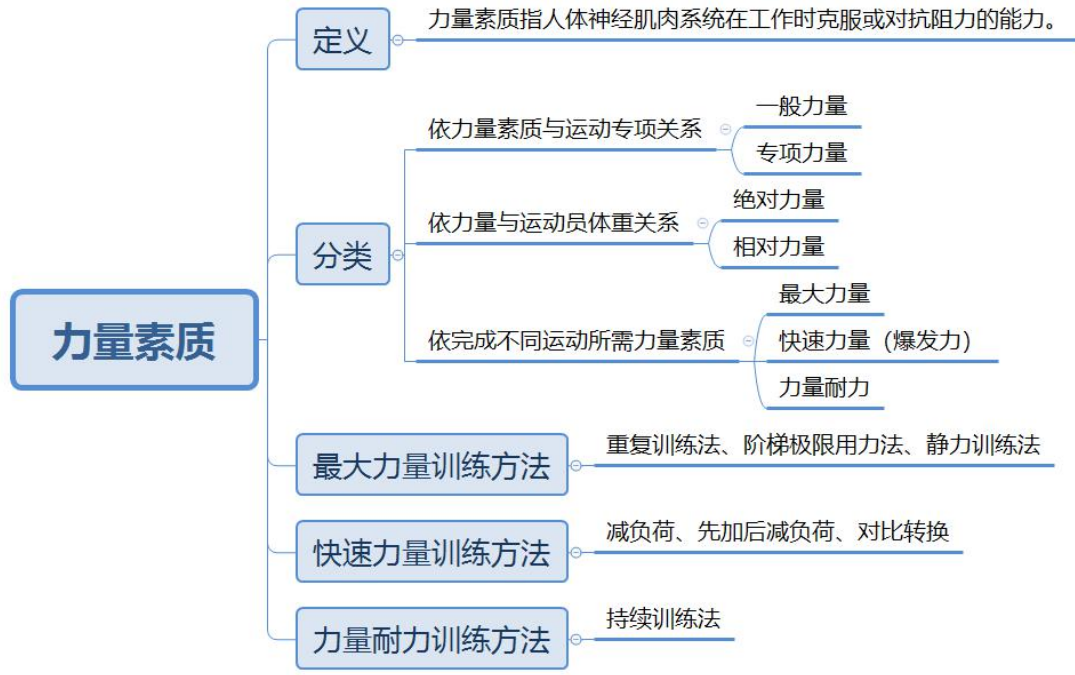 力量素质
定义
力量素质指人体神经肌肉系统在工作时克服或对抗阻力的能力。
分类
依力量素质与运动专项关系
一般力量
专项力量
依力量与运动员体重关系
绝对力量
相对力量
依完成不同运动所需力量素质
最大力量
快速力量（爆发力）
力量耐力
最大力量训练方法
重复训练法、阶梯极限用力法、静力训练法
快速力量训练方法
减负荷、先加后减负荷、对比转换
力量耐力训练方法
持续训练法